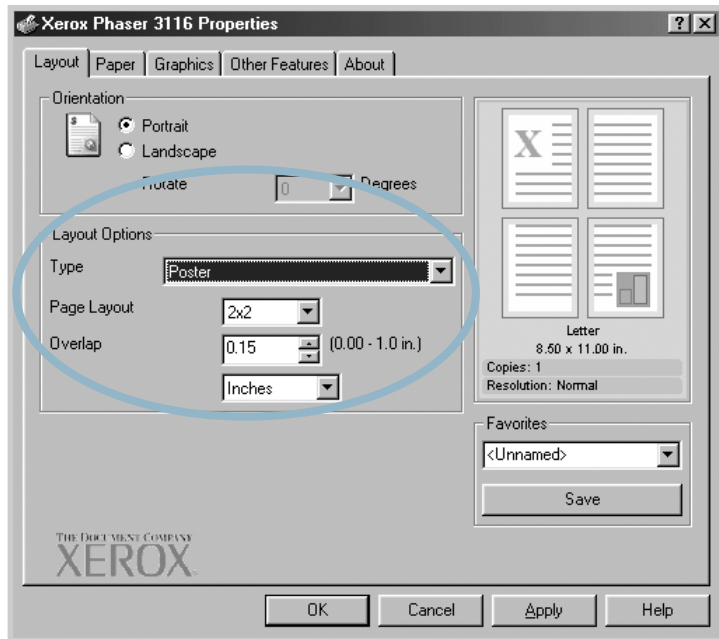 Xerox Phaser 3116 Properties
Layout Paper Graphics Other Features About
Orientation
Portrait
Landscape
Rotate 0 Degrees
Layout Options
Type Poster
Page Layout 2x2
Overlap 0.15 (0.00 - 1.0 in.)
Inches
X
Letter
8.50 x 11.00 in.
Copies: 1
Resolution: Normal
Favorites
<Unnamed>
Save
THE DOCUMENT COMPANY
XEROX
OK Cancel Apply Help